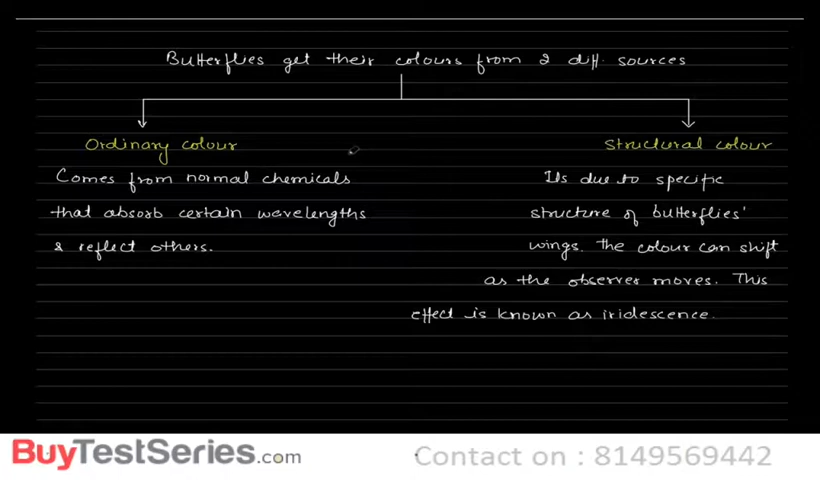 Butterflies get their colours from 2 diff. sources
Ordinary colour
Comes from normal chemicals
that absorb certain wavelengths
& reflect others.
Structural colour
Its due to specific
structure of butterflies'
wings. The colour can shift
as the observer moves. This
effect is known as iridescence.
BuyTestSeries.com
Contact on : 8149569442